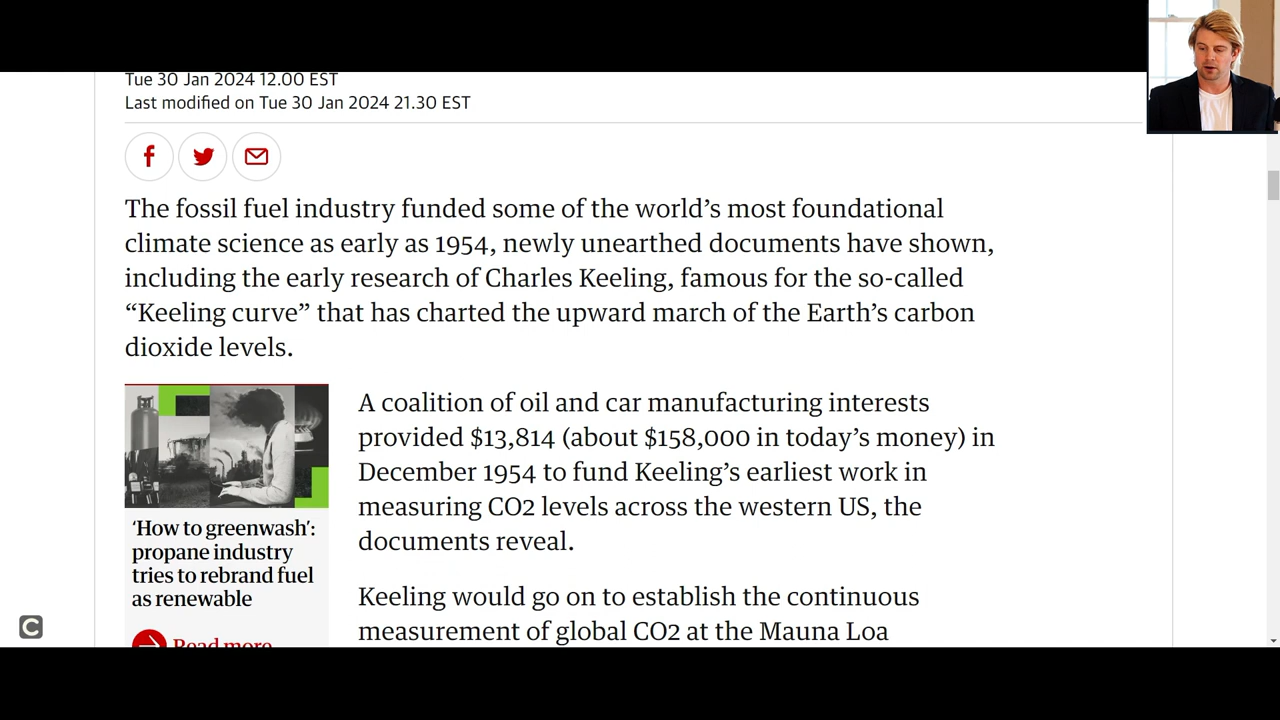 Tue 30 Jan 2024 12.00 EST
Last modified on Tue 30 Jan 2024 21.30 EST
The fossil fuel industry funded some of the world’s most foundational
climate science as early as 1954, newly unearthed documents have shown,
including the early research of Charles Keeling, famous for the so-called
“Keeling curve” that has charted the upward march of the Earth’s carbon
dioxide levels.
‘How to greenwash’:
propane industry
tries to rebrand fuel
as renewable
Read more
A coalition of oil and car manufacturing interests
provided $13,814 (about $158,000 in today’s money) in
December 1954 to fund Keeling’s earliest work in
measuring CO2 levels across the western US, the
documents reveal.
Keeling would go on to establish the continuous
measurement of global CO2 at the Mauna Loa